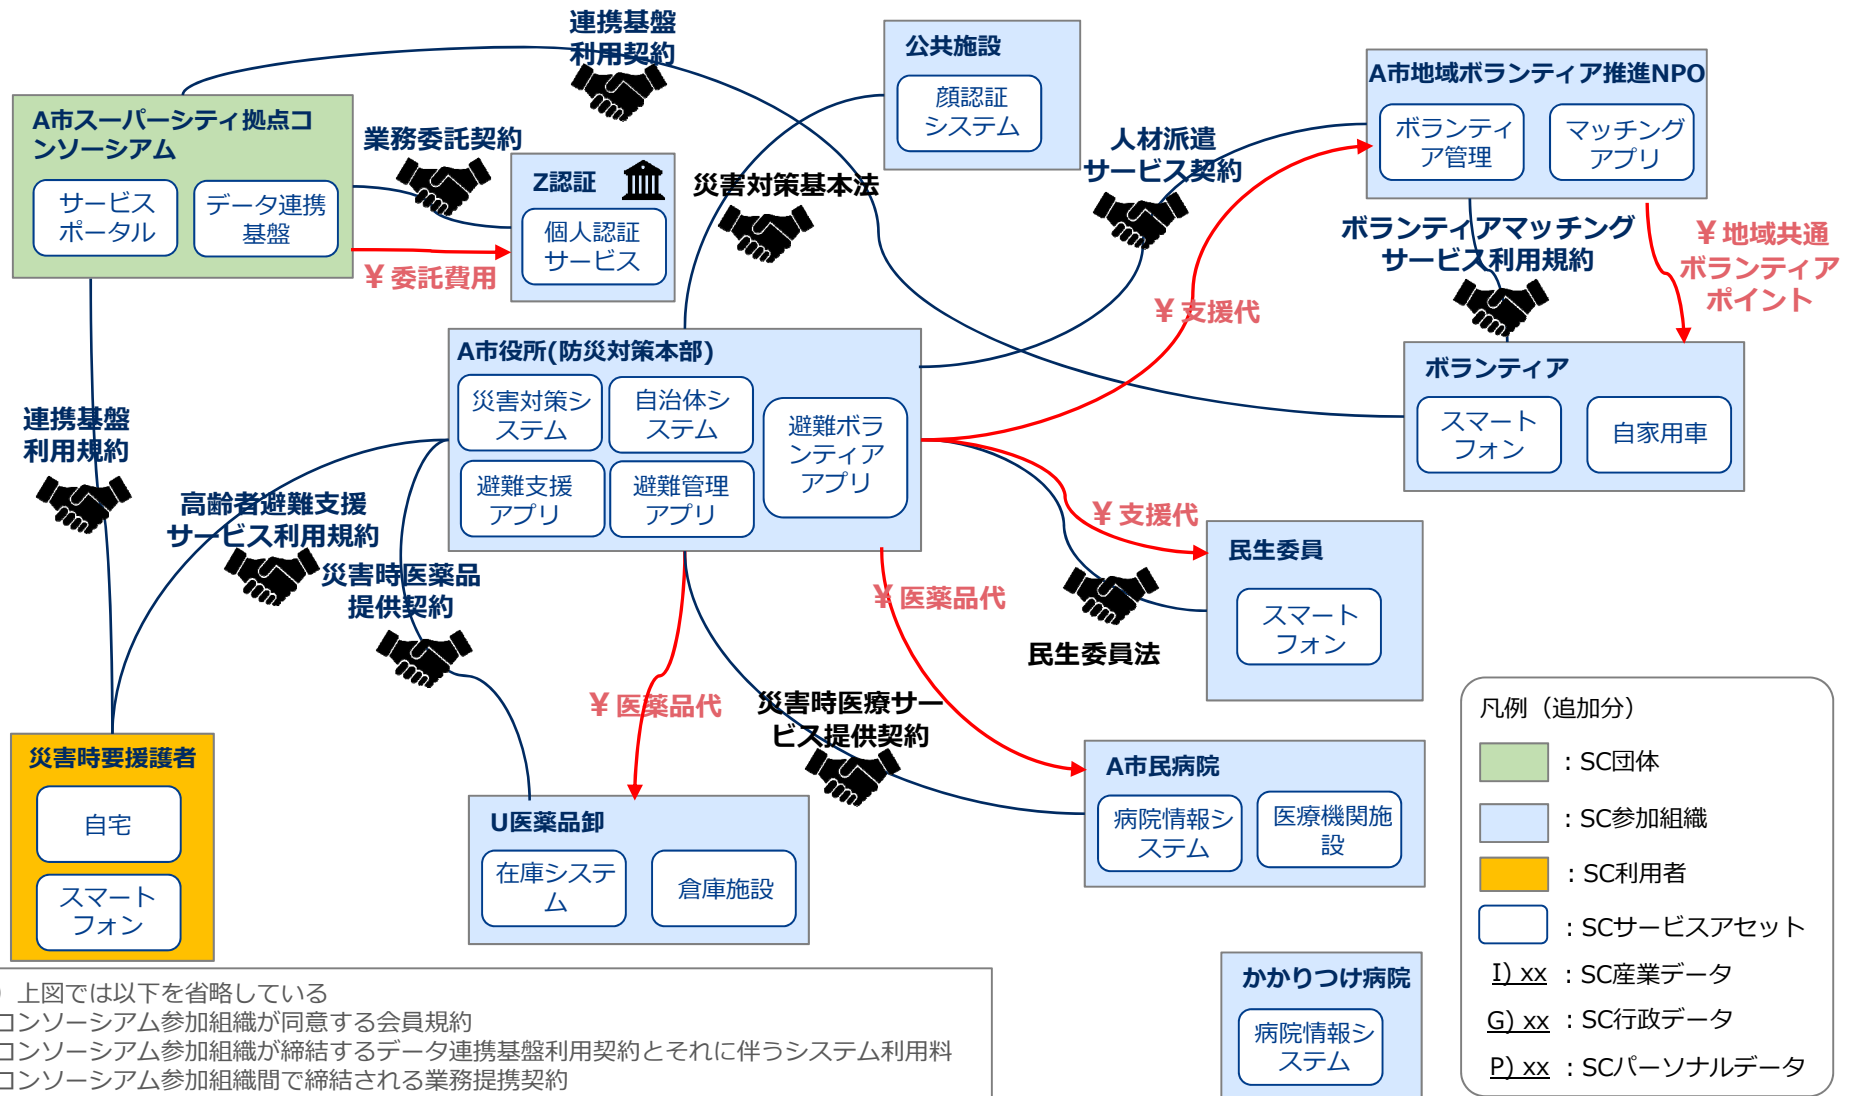 連携基盤
利用契約
公共施設
顔認証
システム
A市地域ボランティア推進NPO
ボランティ
ア管理
マッチング
アプリ
A市スーパーシティ拠点コ
ンソーシアム
サービス
ポータル
データ連携
基盤
業務委託契約
Z認証
個人認証
サービス
¥ 委託費用
災害対策基本法
人材派遣
サービス契約
ボランティアマッチング
サービス利用規約
¥ 地域共通
ボランティア
ポイント
¥ 支援代
A市役所(防災対策本部)
災害対策シ
ステム
自治体シ
ステム
避難ボラ
ンティア
アプリ
避難支援
アプリ
避難管理
アプリ
ボランティア
スマート
フォン
自家用車
連携基盤
利用規約
高齢者避難支援
サービス利用規約
災害時医薬品
提供契約
¥ 支援代
民生委員
スマート
フォン
¥ 医薬品代
民生委員法
¥ 医薬品代
災害時医療サー
ビス提供契約
災害時要援護者
自宅
スマート
フォン
U医薬品卸
在庫システ
ム
倉庫施設
A市民病院
病院情報シ
ステム
医療機関施
設
凡例（追加分）
：SC団体
：SC参加組織
：SC利用者
：SCサービスアセット
I) xx ：SC産業データ
G) xx ：SC行政データ
P) xx ：SCパーソナルデータ
かかりつけ病院
病院情報シ
ステム
上図では以下を省略している
コンソーシアム参加組織が同意する会員規約
コンソーシアム参加組織が締結するデータ連携基盤利用契約とそれに伴うシステム利用料
コンソーシアム参加組織間で締結される業務提携契約